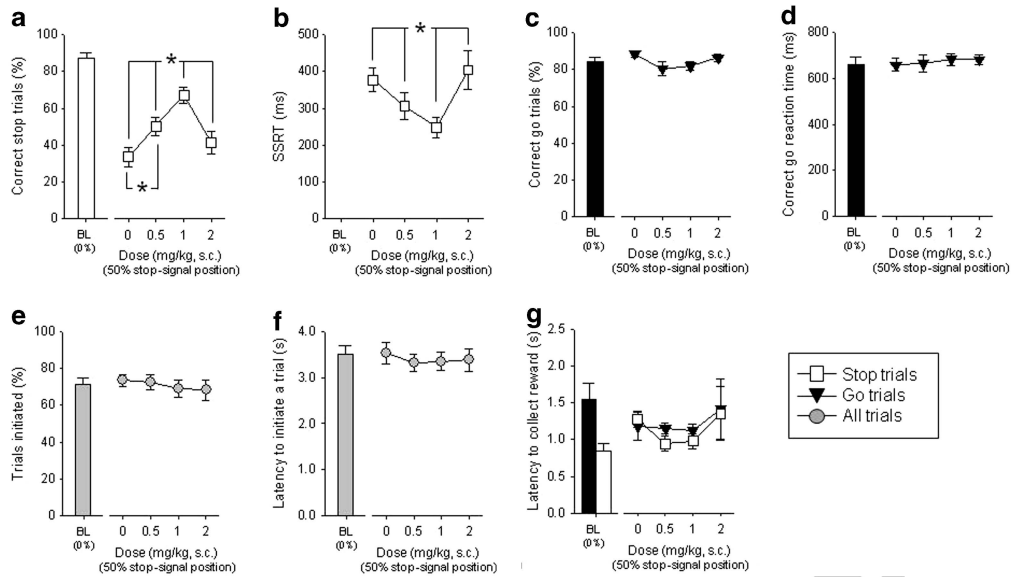 a
Correct stop trials (%)
100
80
60
40
20
0
*
*
BL
(0%)
0 0.5 1 2
Dose (mg/kg, s.c.)
(50% stop-signal position)
b
SSRT (ms)
500
400
300
200
100
0
*
BL
(0%)
0 0.5 1 2
Dose (mg/kg, s.c.)
(50% stop-signal position)
c
Correct go trials (%)
100
80
60
40
20
0
BL
(0%)
0 0.5 1 2
Dose (mg/kg, s.c.)
(50% stop-signal position)
d
Correct go reaction time (ms)
800
600
400
200
0
BL
(0%)
0 0.5 1 2
Dose (mg/kg, s.c.)
(50% stop-signal position)
e
Trials initiated (%)
100
80
60
40
20
0
BL
(0%)
0 0.5 1 2
Dose (mg/kg, s.c.)
(50% stop-signal position)
f
Latency to initiate a trial (s)
4.0
3.0
2.0
1.0
0.0
BL
(0%)
0 0.5 1 2
Dose (mg/kg, s.c.)
(50% stop-signal position)
g
Latency to collect reward (s)
2.5
2.0
1.5
1.0
0.5
0.0
BL
(0%)
0 0.5 1 2
Dose (mg/kg, s.c.)
(50% stop-signal position)
Stop trials
Go trials
All trials